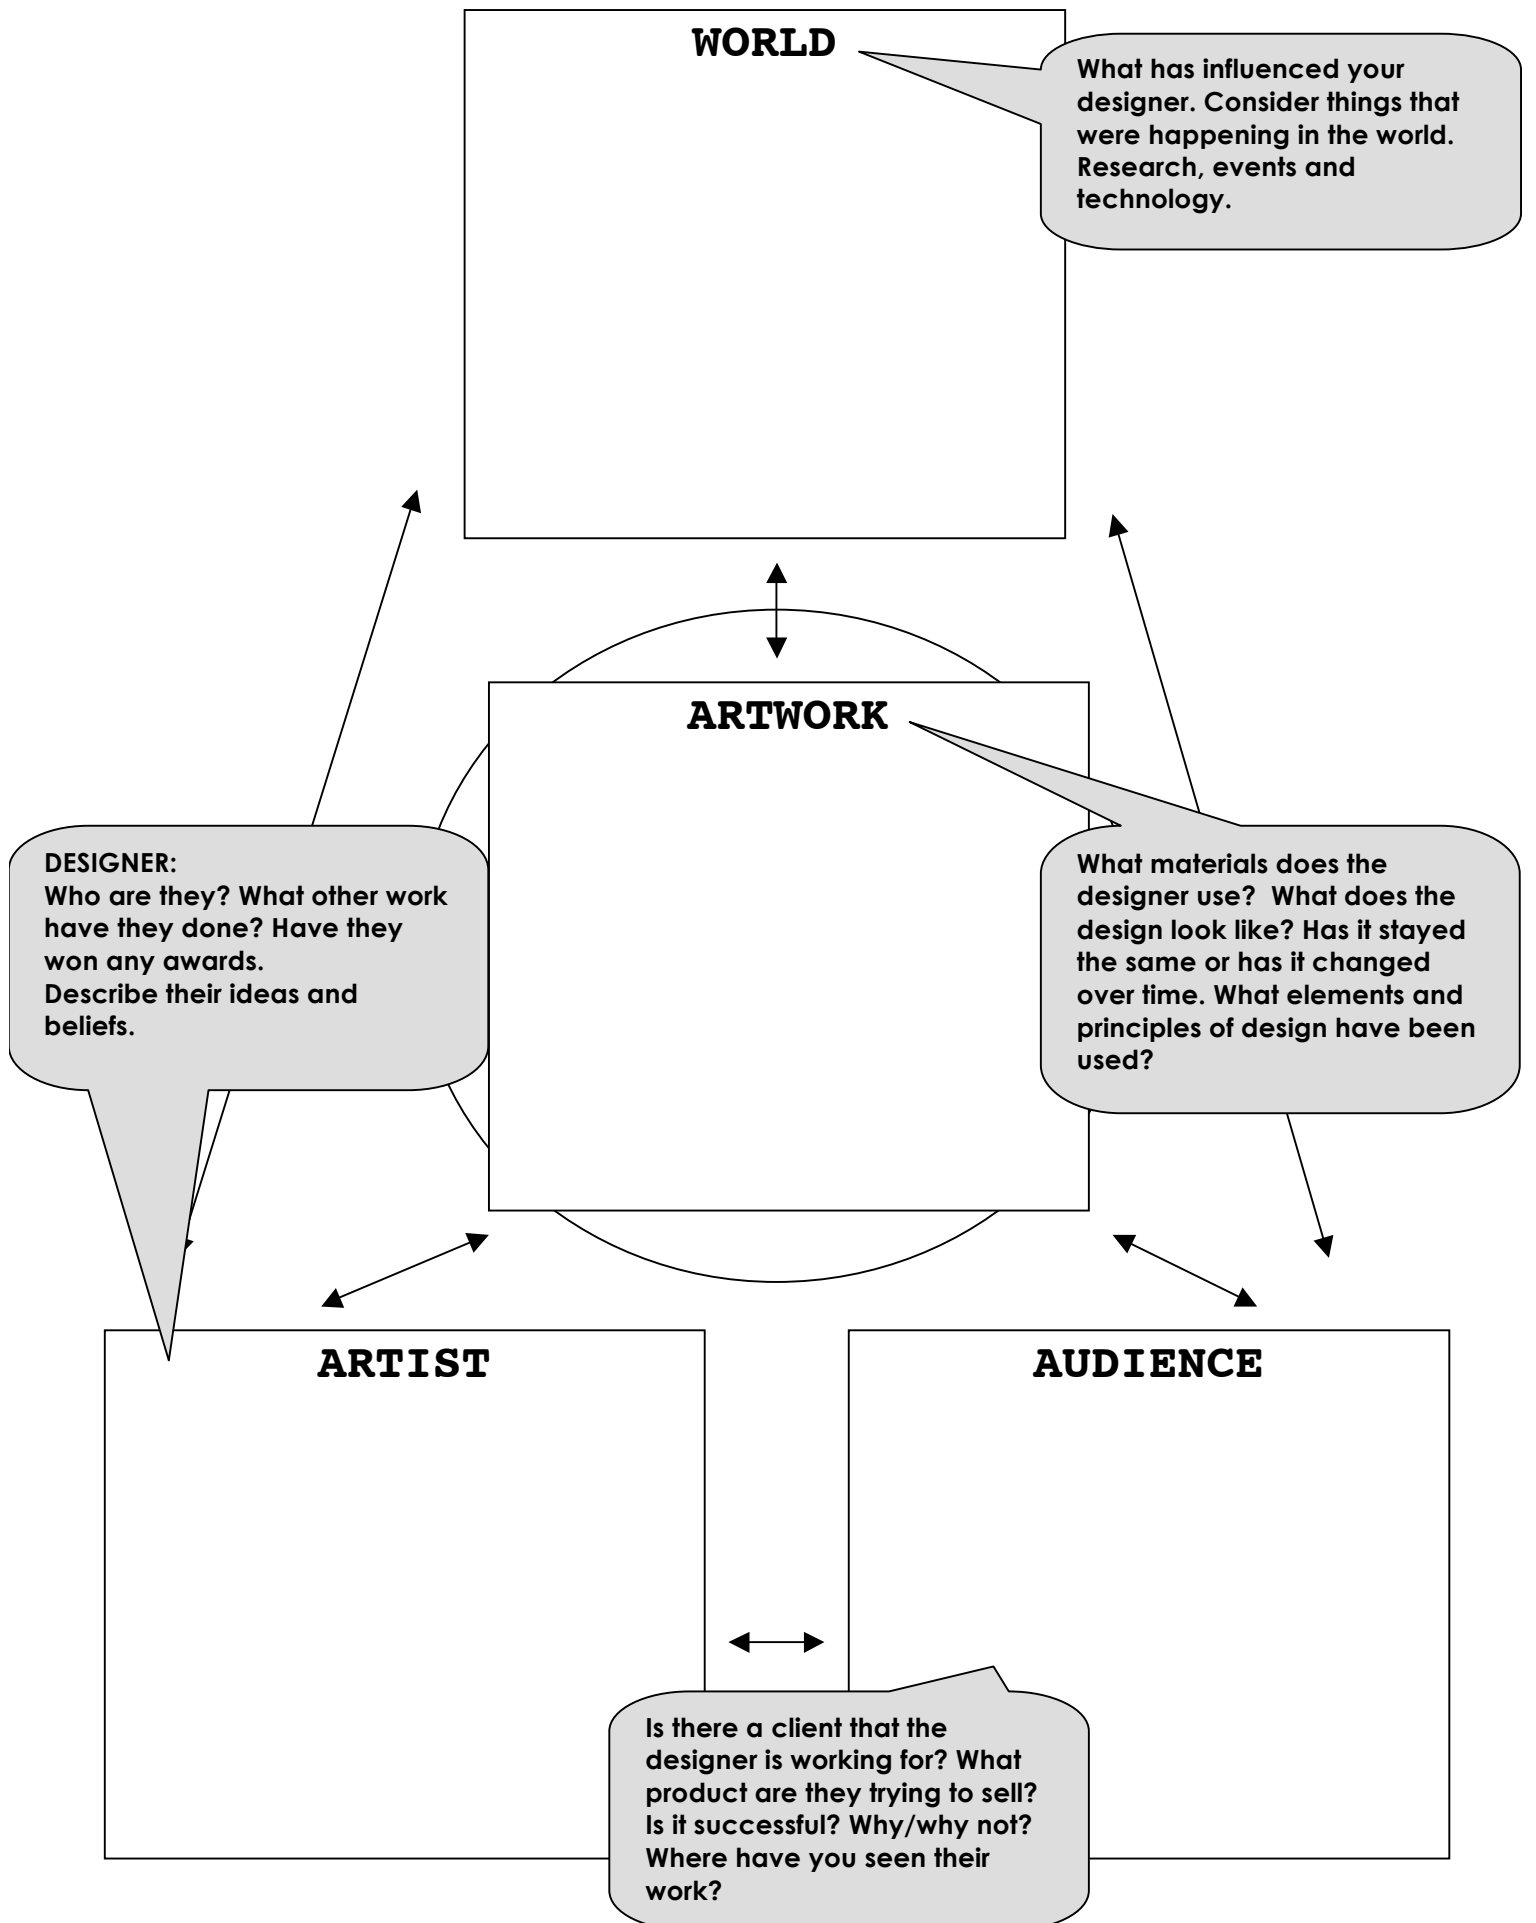 WORLD
What has influenced your
designer. Consider things that
were happening in the world.
Research, events and
technology.
ARTWORK
DESIGNER:
Who are they? What other work
have they done? Have they
won any awards.
Describe their ideas and
beliefs.
What materials does the
designer use?  What does the
design look like? Has it stayed
the same or has it changed
over time. What elements and
principles of design have been
used?
ARTIST
AUDIENCE
Is there a client that the
designer is working for? What
product are they trying to sell?
Is it successful? Why/why not?
Where have you seen their
work?